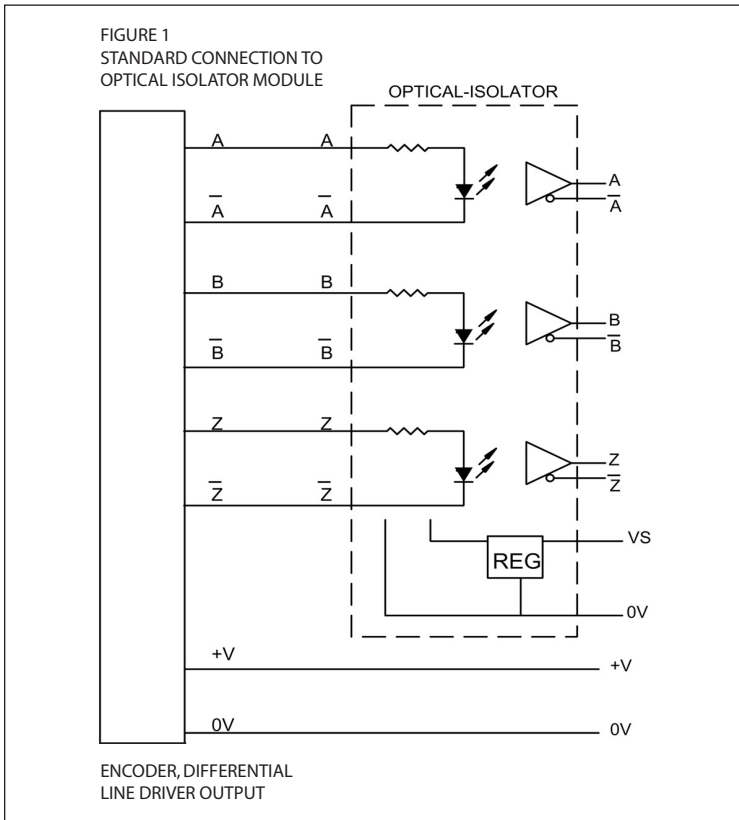 FIGURE 1
STANDARD CONNECTION TO
OPTICAL ISOLATOR MODULE
OPTICAL-ISOLATOR
A A A
A̅ A̅ A̅
B B B
B̅ B̅ B̅
Z Z Z
Z̅ Z̅ Z̅
VS
REG
0V
+V +V
0V 0V
ENCODER, DIFFERENTIAL
LINE DRIVER OUTPUT